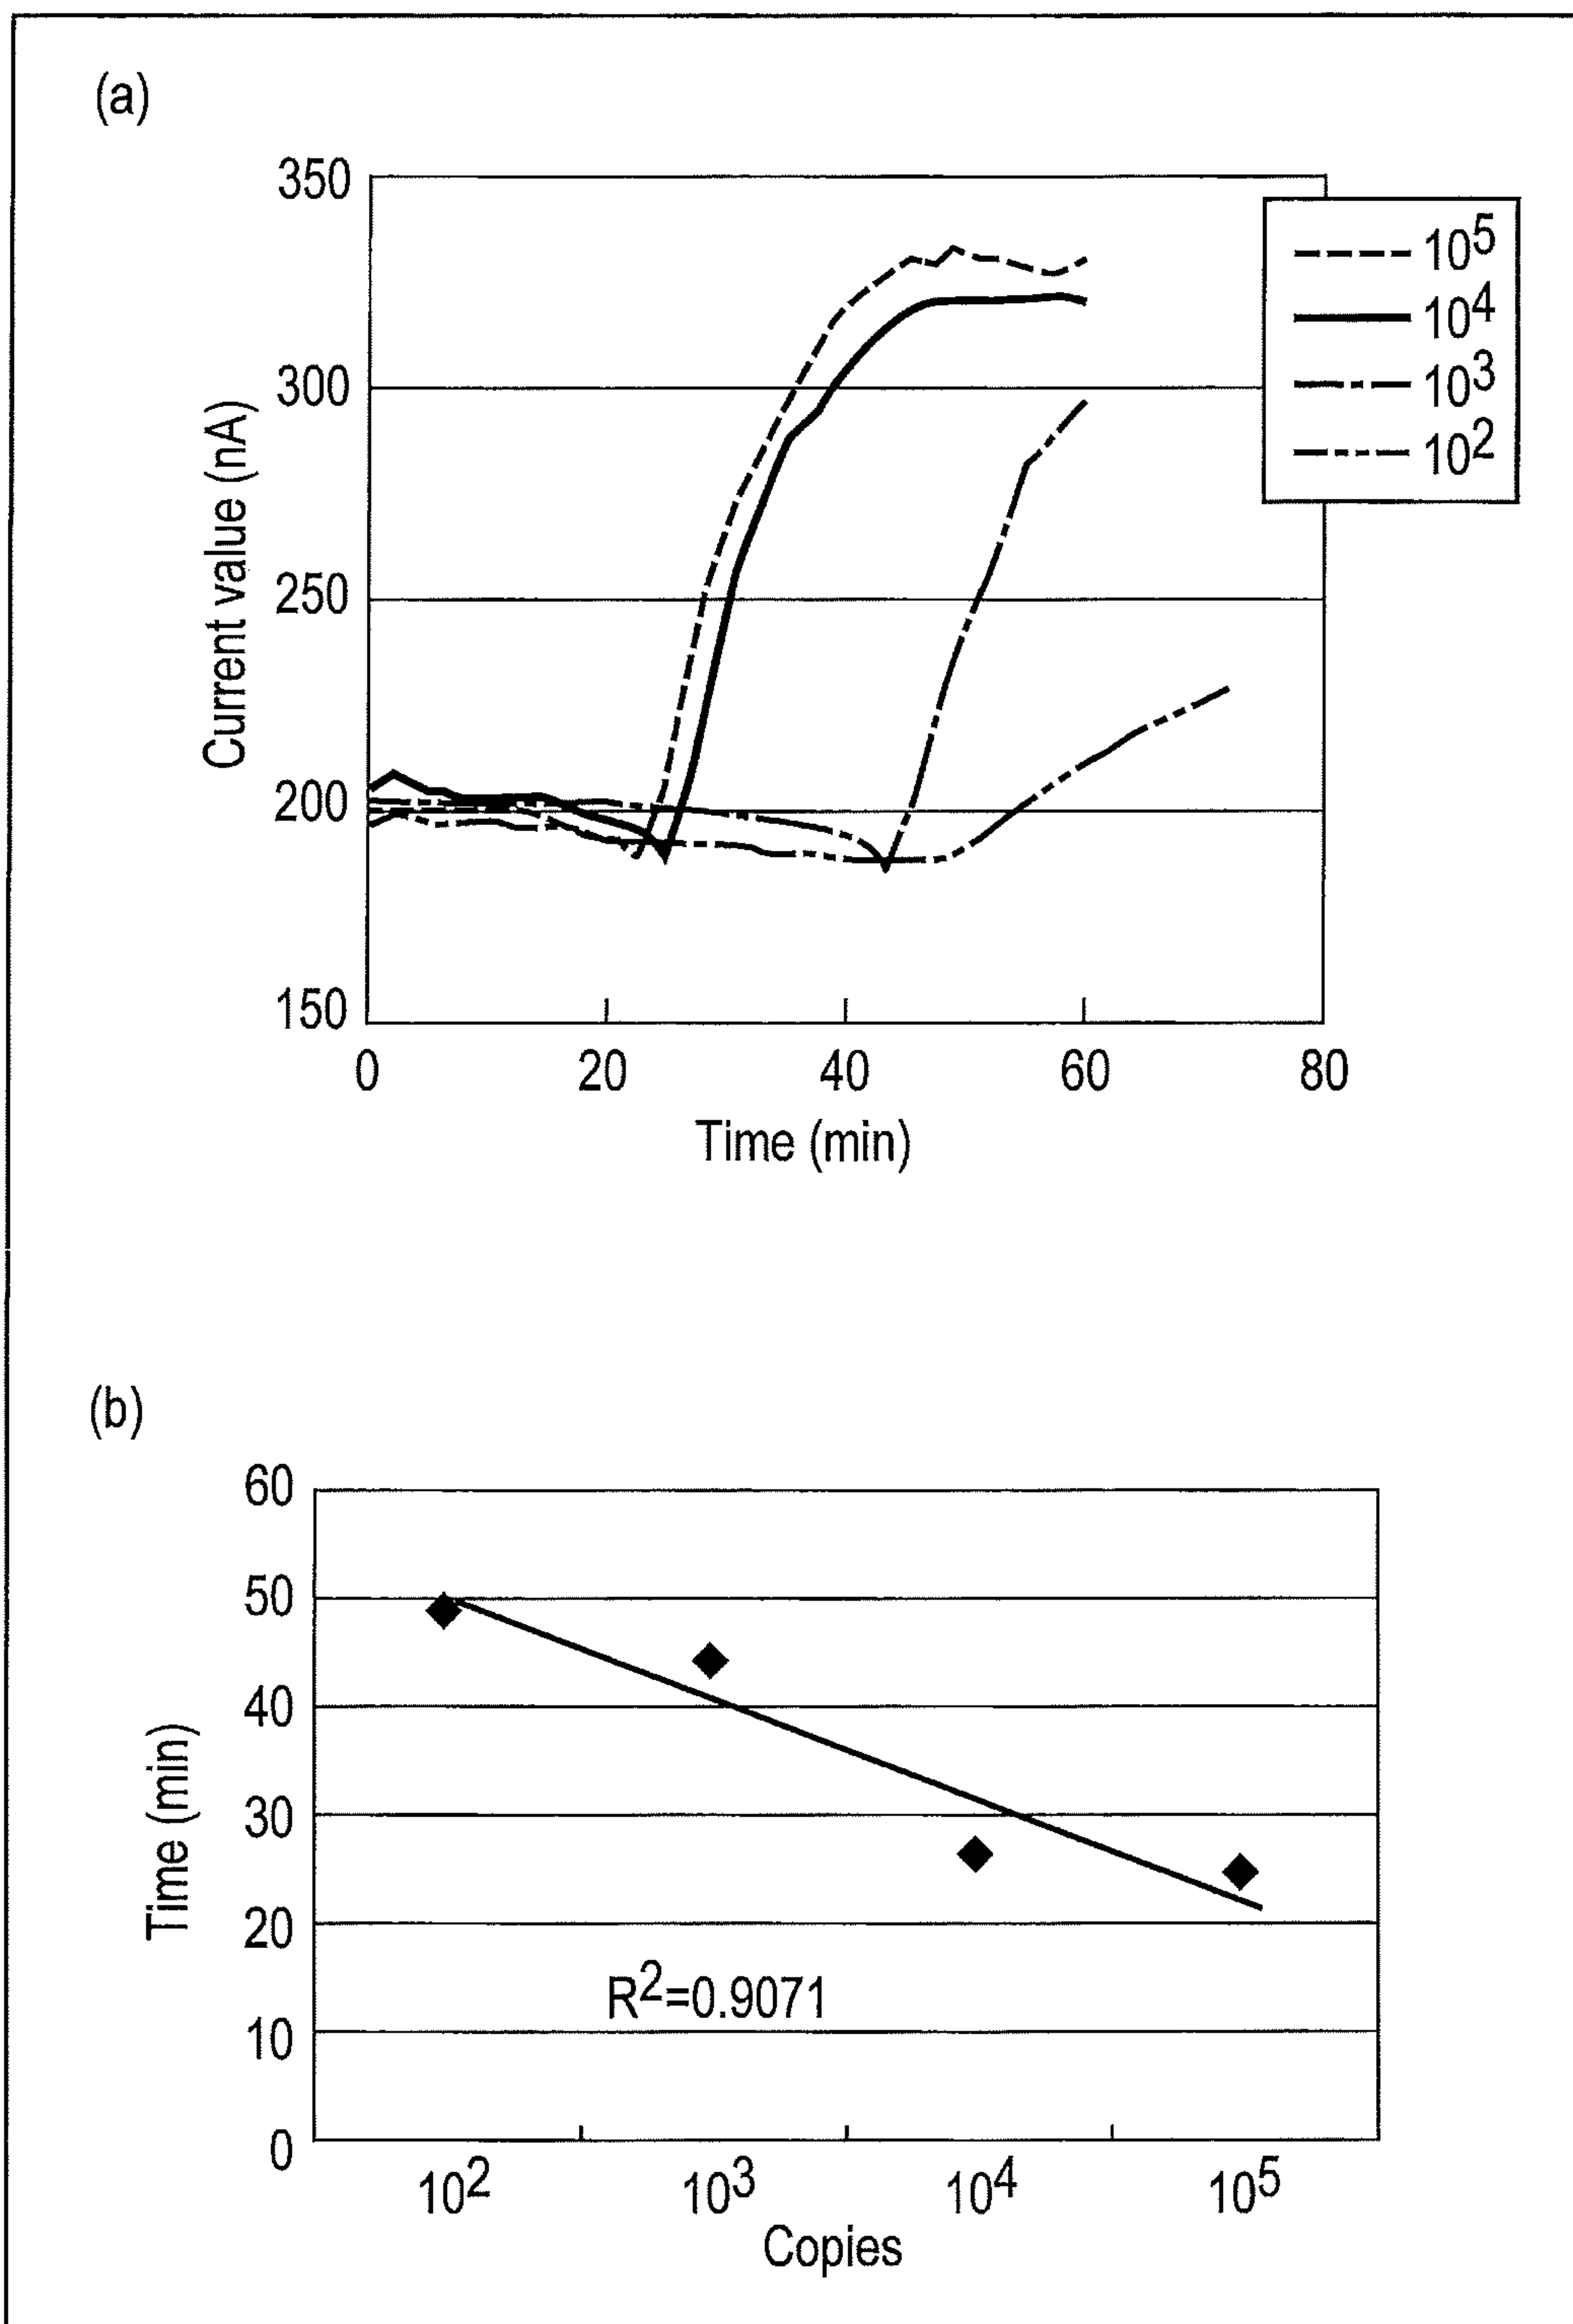 (a)
350
300
250
200
150
Current value (nA)
0 20 40 60 80
Time (min)
10⁵
10⁴
10³
10²
(b)
60
50
40
30
20
10
0
Time (min)
R²=0.9071
10² 10³ 10⁴ 10⁵
Copies